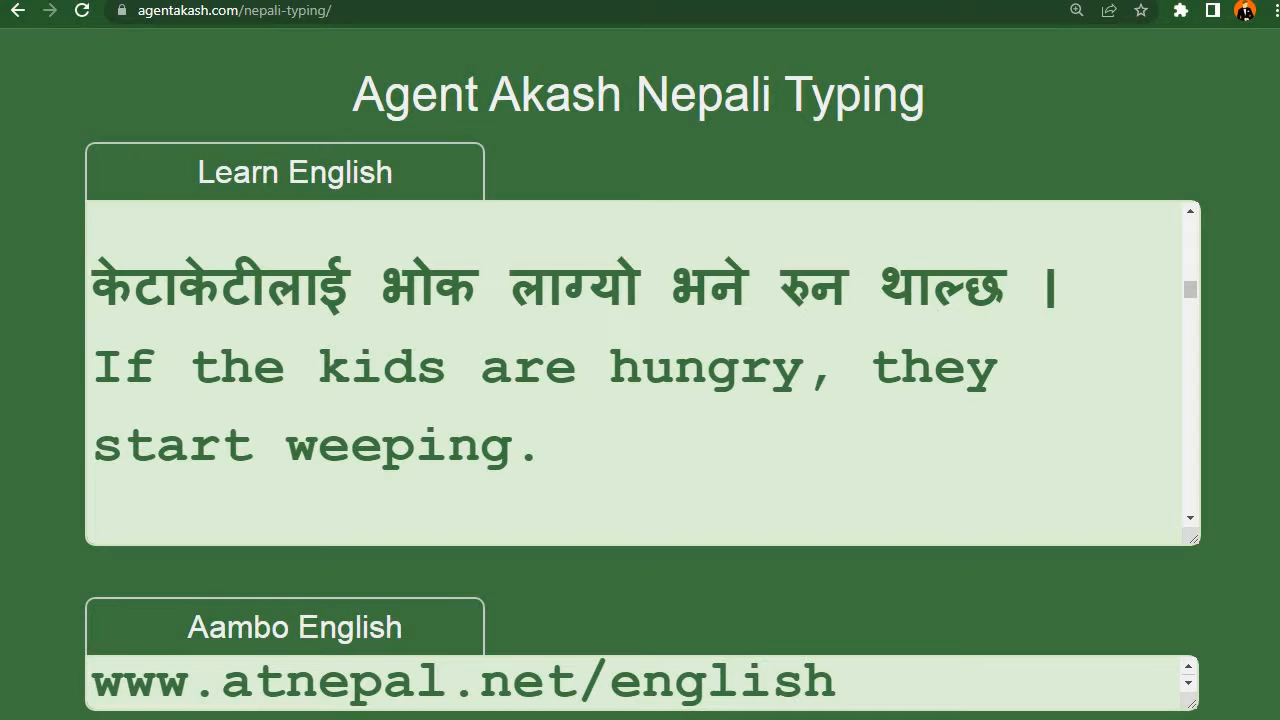 agentakash.com/nepali-typing/
Agent Akash Nepali Typing
Learn English
केटाकेटीलाई भोक लाग्यो भने रुन थाल्छ ।
If the kids are hungry, they
start weeping.
Aambo English
www.atnepal.net/english